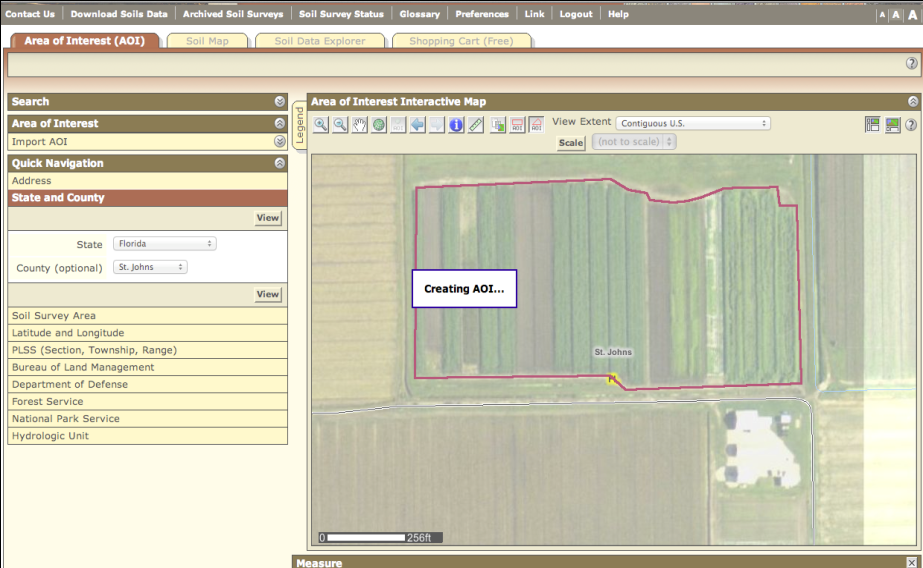 Contact Us Download Soils Data Archived Soil Surveys Soil Survey Status Glossary Preferences Link Logout Help A A A
Area of Interest (AOI) Soil Map Soil Data Explorer Shopping Cart (Free)
Search
Area of Interest
Import AOI
Quick Navigation
Address
State and County
View
State Florida
County (optional) St. Johns
View
Soil Survey Area
Latitude and Longitude
PLSS (Section, Township, Range)
Bureau of Land Management
Department of Defense
Forest Service
National Park Service
Hydrologic Unit
Legend
Area of Interest Interactive Map
AOI AOI View Extent Contiguous U.S.
Scale (not to scale)
Creating AOI...
St. Johns
0 256ft
Measure